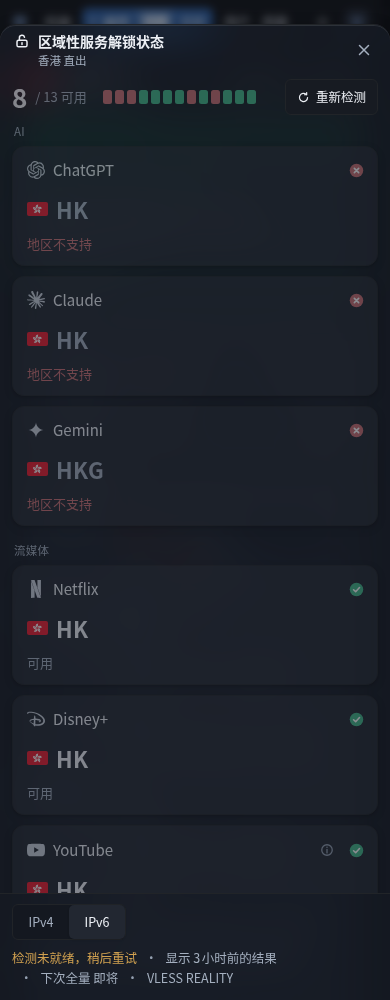 区域性服务解锁状态
香港 直出
8 / 13 可用 重新检测
AI
ChatGPT
HK
地区不支持
Claude
HK
地区不支持
Gemini
HKG
地区不支持
流媒体
Netflix
HK
可用
Disney+
HK
可用
YouTube
HK
IPv4 IPv6
检测未就绪，稍后重试 · 显示 3 小时前的结果
· 下次全量 即将 · VLESS REALITY